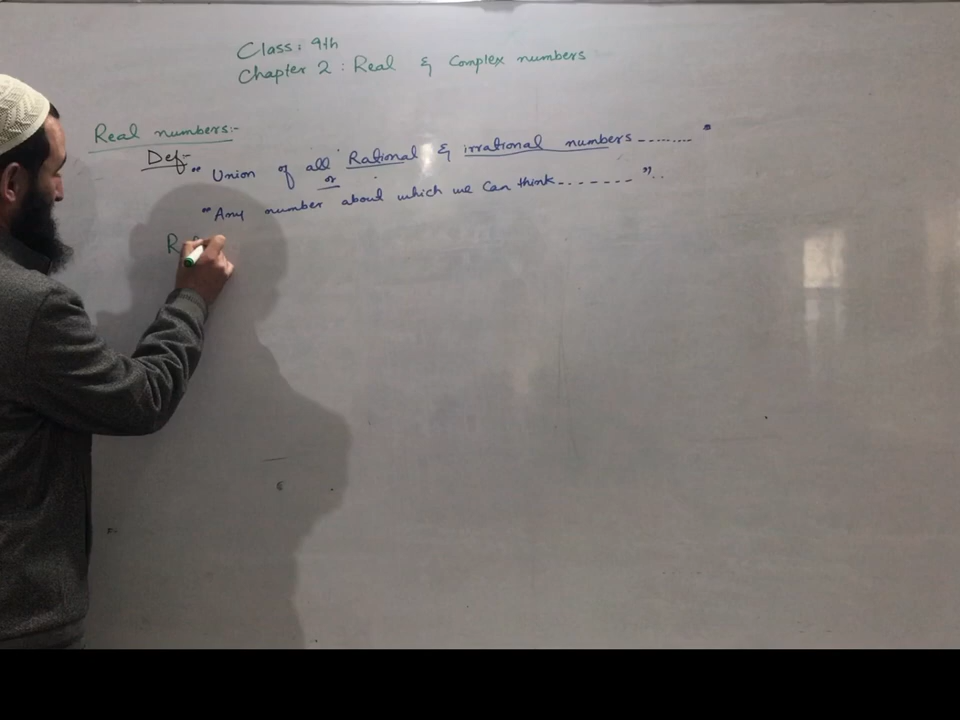 Class: 9th
Chapter 2: Real & Complex numbers
Real numbers:-
Def:- " Union of all Rational & irrational numbers ........."
or
"Any number about which we can think.......".
R